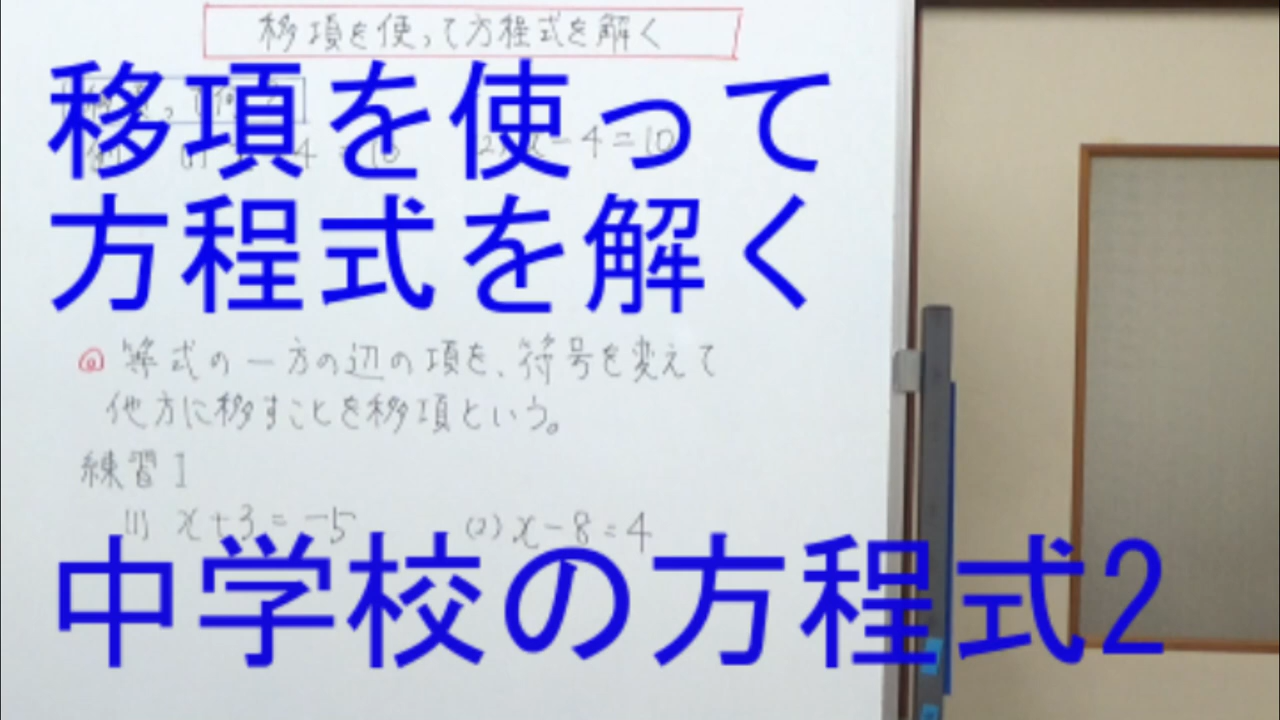 移項を使って方程式を解く
移項を使って
方程式を解く
x-4=10
◎ 等式の一方の辺の項を、符号を変えて
他方に移すことを移項という。
練習1
(1) x+3=-5 (2) x-8=4
中学校の方程式2